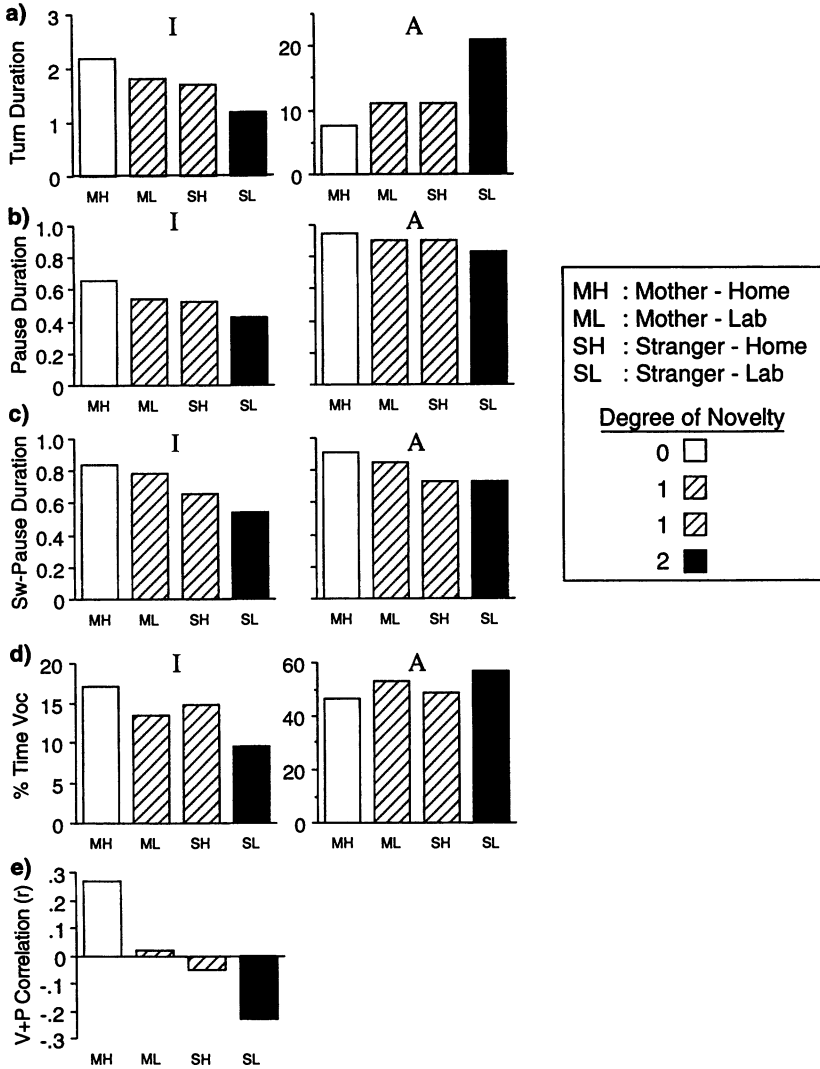 a) I A
Turn Duration
3
2
1
0
20
10
0
MH ML SH SL MH ML SH SL
b) I A
Pause Duration
1.0
0.8
0.6
0.4
0.2
0
MH ML SH SL MH ML SH SL
c) I A
Sw-Pause Duration
1.0
0.8
0.6
0.4
0.2
0
MH ML SH SL MH ML SH SL
d) I A
% Time Voc
20
15
10
5
0
60
40
20
0
MH ML SH SL MH ML SH SL
e)
V+P Correlation (r)
.3
.2
.1
0
-.1
-.2
-.3
MH ML SH SL
MH : Mother - Home
ML : Mother - Lab
SH : Stranger - Home
SL : Stranger - Lab
Degree of Novelty
0
1
1
2